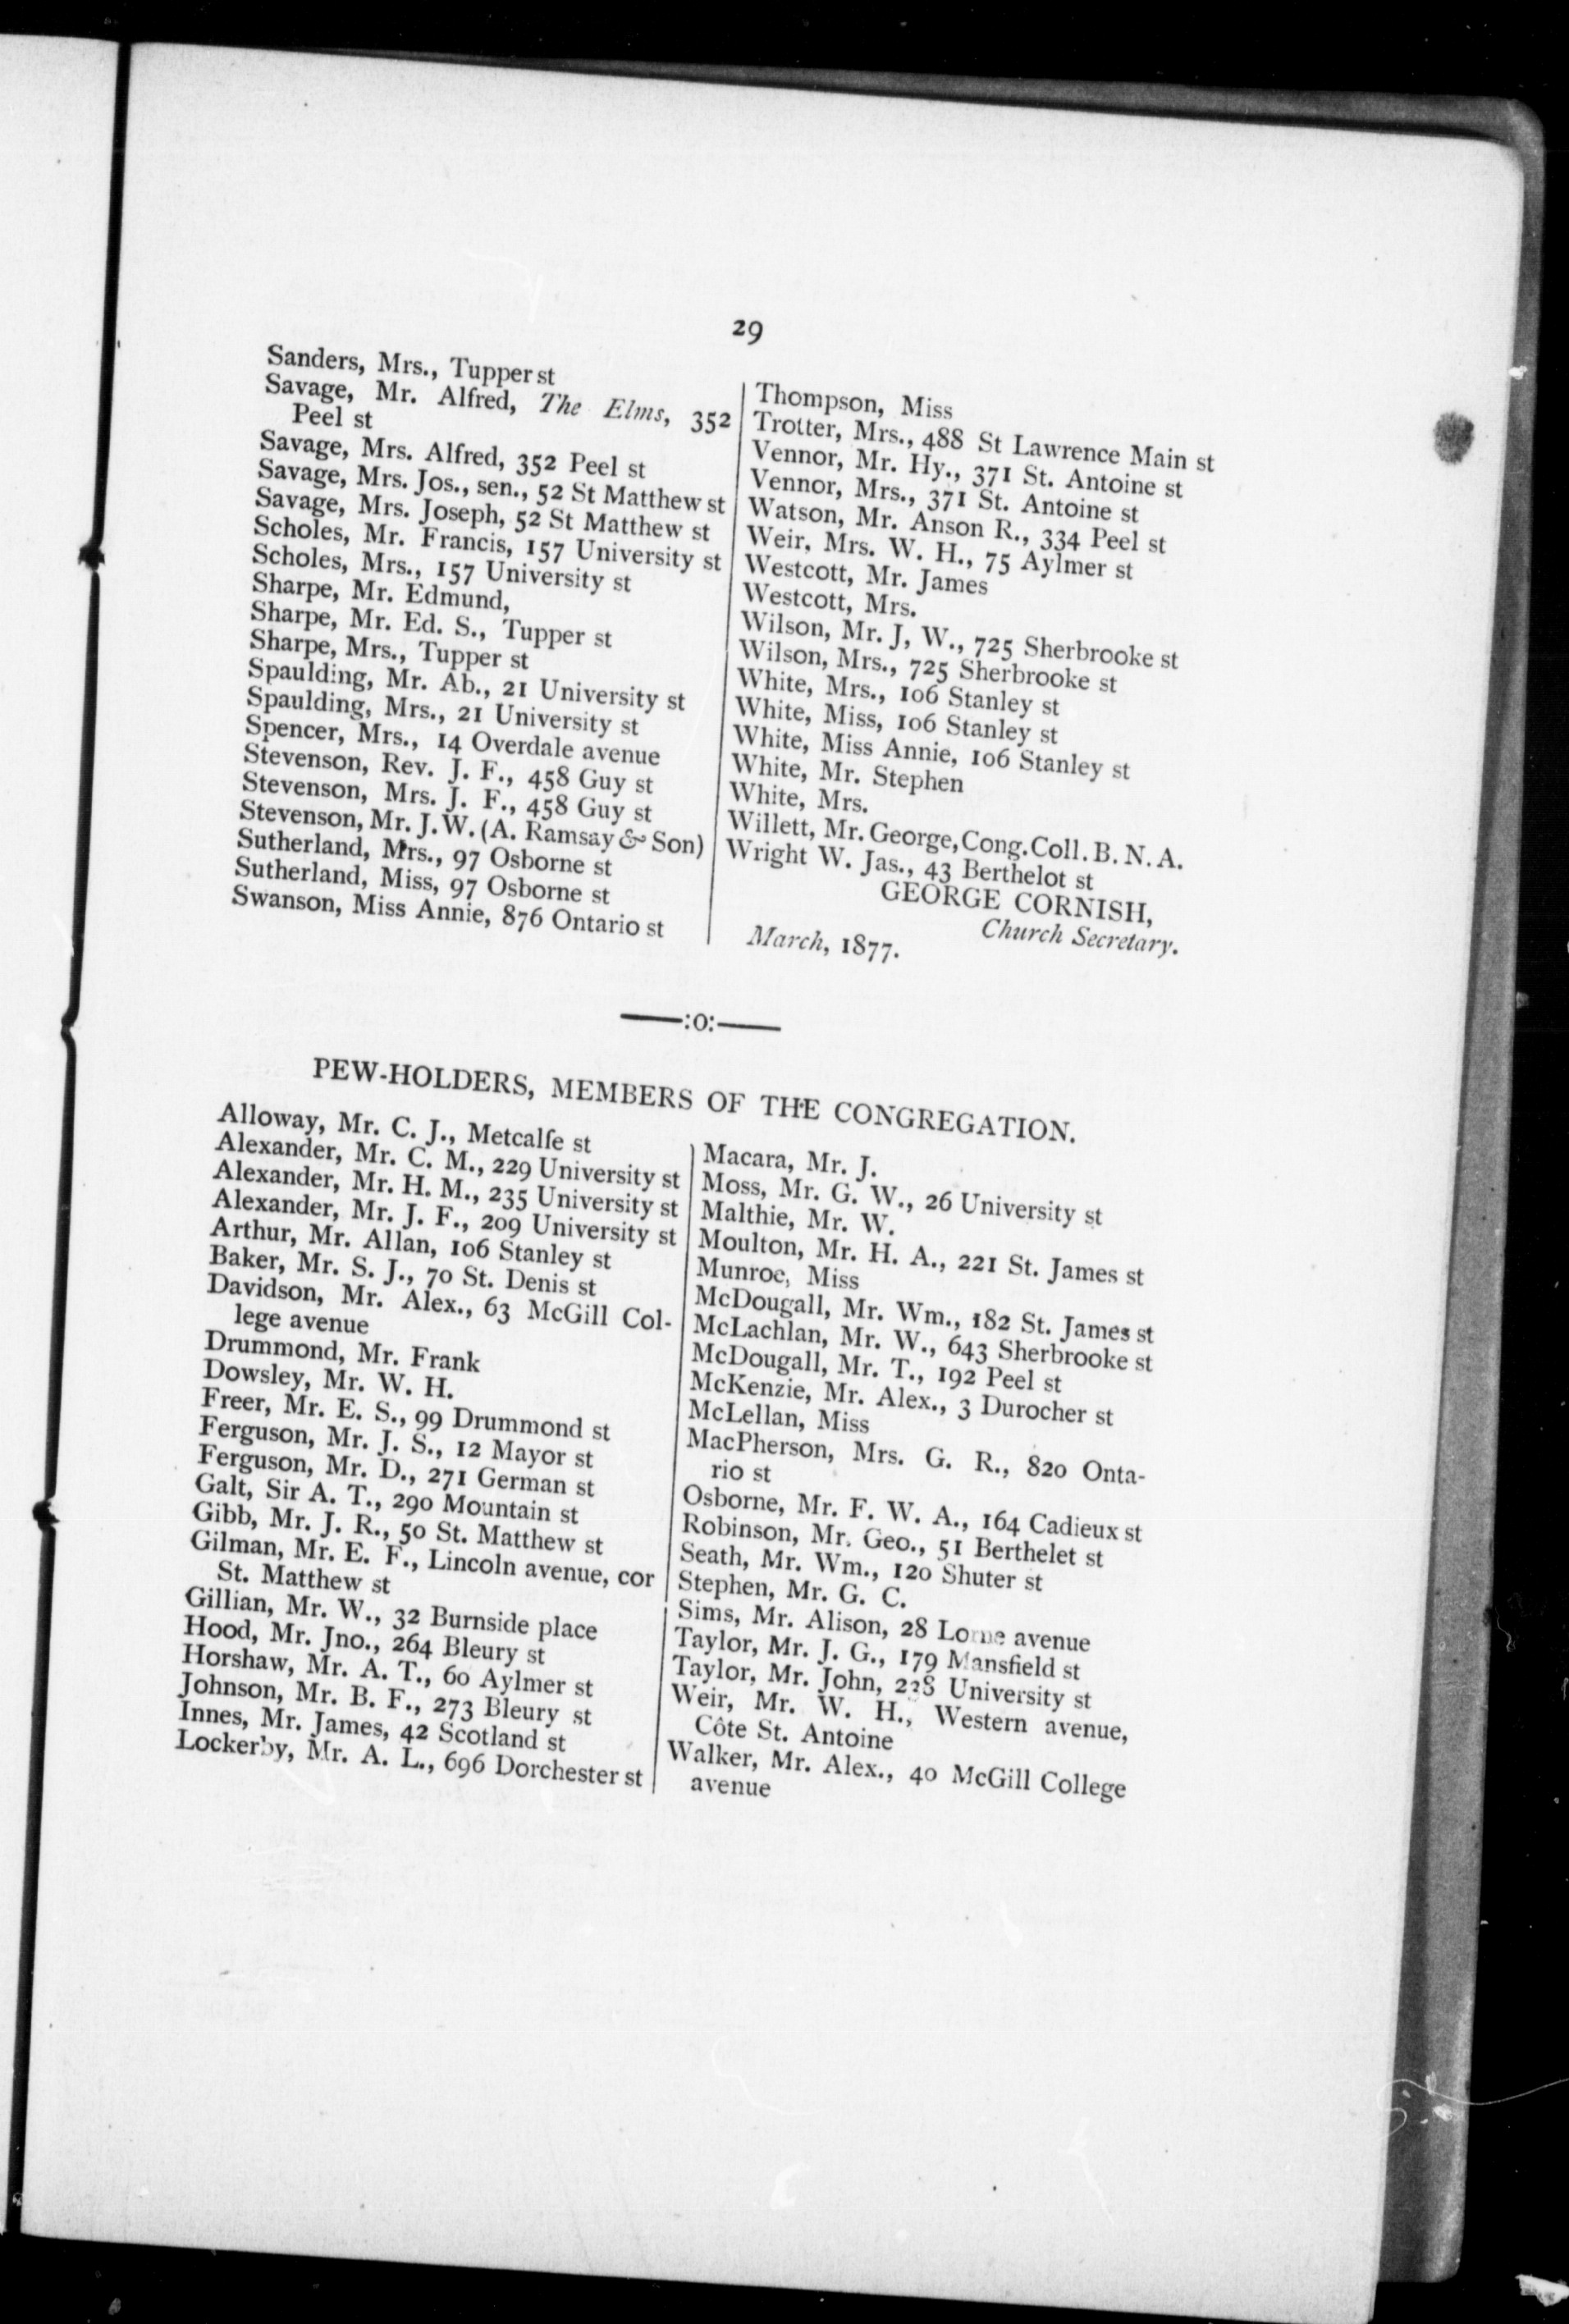 29
Sanders, Mrs., Tupper st
Savage, Mr. Alfred, The Elms, 352
Peel st
Savage, Mrs. Alfred, 352 Peel st
Savage, Mrs. Jos., sen., 52 St Matthew st
Savage, Mrs. Joseph, 52 St Matthew st
Scholes, Mr. Francis, 157 University st
Scholes, Mrs., 157 University st
Sharpe, Mr. Edmund,
Sharpe, Mr. Ed. S., Tupper st
Sharpe, Mrs., Tupper st
Spaulding, Mr. Ab., 21 University st
Spaulding, Mrs., 21 University st
Spencer, Mrs., 14 Overdale avenue
Stevenson, Rev. J. F., 458 Guy st
Stevenson, Mrs. J. F., 458 Guy st
Stevenson, Mr. J. W. (A. Ramsay & Son)
Sutherland, Mrs., 97 Osborne st
Sutherland, Miss, 97 Osborne st
Swanson, Miss Annie, 876 Ontario st
Thompson, Miss
Trotter, Mrs., 488 St Lawrence Main st
Vennor, Mr. Hy., 371 St. Antoine st
Vennor, Mrs., 371 St. Antoine st
Watson, Mr. Anson R., 334 Peel st
Weir, Mrs. W. H., 75 Aylmer st
Westcott, Mr. James
Westcott, Mrs.
Wilson, Mr. J, W., 725 Sherbrooke st
Wilson, Mrs., 725 Sherbrooke st
White, Mrs., 106 Stanley st
White, Miss, 106 Stanley st
White, Miss Annie, 106 Stanley st
White, Mr. Stephen
White, Mrs.
Willett, Mr. George, Cong. Coll. B. N. A.
Wright W. Jas., 43 Berthelot st
GEORGE CORNISH,
Church Secretary.
March, 1877.
——:o:——
PEW-HOLDERS, MEMBERS OF THE CONGREGATION.
Alloway, Mr. C. J., Metcalfe st
Alexander, Mr. C. M., 229 University st
Alexander, Mr. H. M., 235 University st
Alexander, Mr. J. F., 209 University st
Arthur, Mr. Allan, 106 Stanley st
Baker, Mr. S. J., 70 St. Denis st
Davidson, Mr. Alex., 63 McGill Col-
lege avenue
Drummond, Mr. Frank
Dowsley, Mr. W. H.
Freer, Mr. E. S., 99 Drummond st
Ferguson, Mr. J. S., 12 Mayor st
Ferguson, Mr. D., 271 German st
Galt, Sir A. T., 290 Mountain st
Gibb, Mr. J. R., 50 St. Matthew st
Gilman, Mr. E. F., Lincoln avenue, cor
St. Matthew st
Gillian, Mr. W., 32 Burnside place
Hood, Mr. Jno., 264 Bleury st
Horshaw, Mr. A. T., 60 Aylmer st
Johnson, Mr. B. F., 273 Bleury st
Innes, Mr. James, 42 Scotland st
Lockerby, Mr. A. L., 696 Dorchester st
Macara, Mr. J.
Moss, Mr. G. W., 26 University st
Malthie, Mr. W.
Moulton, Mr. H. A., 221 St. James st
Munroe, Miss
McDougall, Mr. Wm., 182 St. James st
McLachlan, Mr. W., 643 Sherbrooke st
McDougall, Mr. T., 192 Peel st
McKenzie, Mr. Alex., 3 Durocher st
McLellan, Miss
MacPherson, Mrs. G. R., 820 Onta-
rio st
Osborne, Mr. F. W. A., 164 Cadieux st
Robinson, Mr. Geo., 51 Berthelet st
Seath, Mr. Wm., 120 Shuter st
Stephen, Mr. G. C.
Sims, Mr. Alison, 28 Lorne avenue
Taylor, Mr. J. G., 179 Mansfield st
Taylor, Mr. John, 228 University st
Weir, Mr. W. H., Western avenue,
Côte St. Antoine
Walker, Mr. Alex., 40 McGill College
avenue